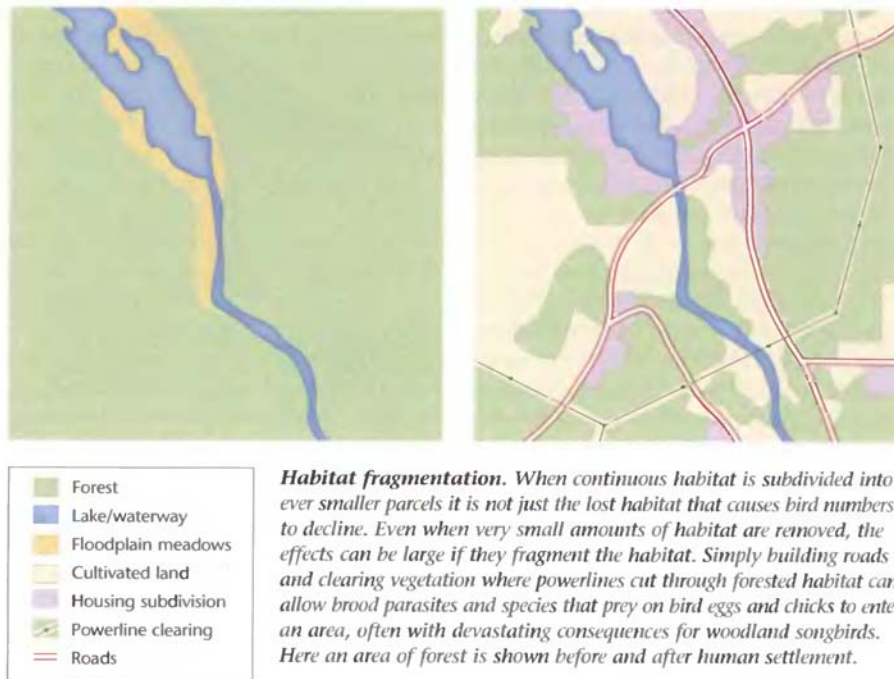 Forest
Lake/waterway
Floodplain meadows
Cultivated land
Housing subdivision
Powerline clearing
Roads
Habitat fragmentation. When continuous habitat is subdivided into
ever smaller parcels it is not just the lost habitat that causes bird numbers
to decline. Even when very small amounts of habitat are removed, the
effects can be large if they fragment the habitat. Simply building roads
and clearing vegetation where powerlines cut through forested habitat can
allow brood parasites and species that prey on bird eggs and chicks to ente
an area, often with devastating consequences for woodland songbirds.
Here an area of forest is shown before and after human settlement.